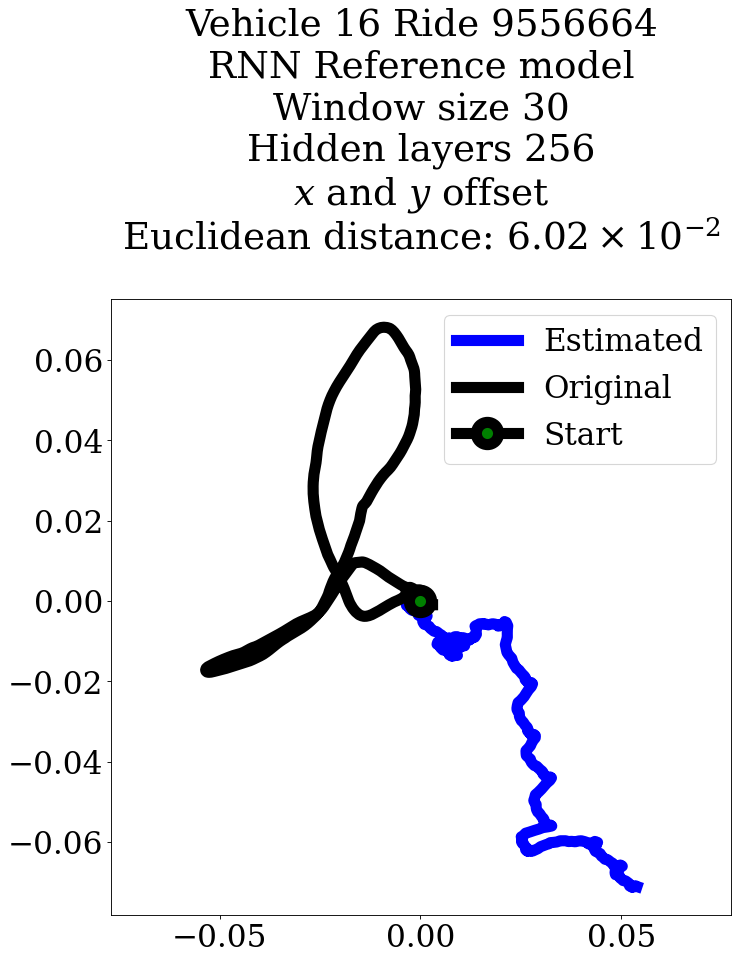 Vehicle 16 Ride 9556664
RNN Reference model
Window size 30
Hidden layers 256
x and y offset
Euclidean distance: 6.02 × 10⁻²
Estimated
Original
Start
0.06
0.04
0.02
0.00
−0.02
−0.04
−0.06
−0.05 0.00 0.05